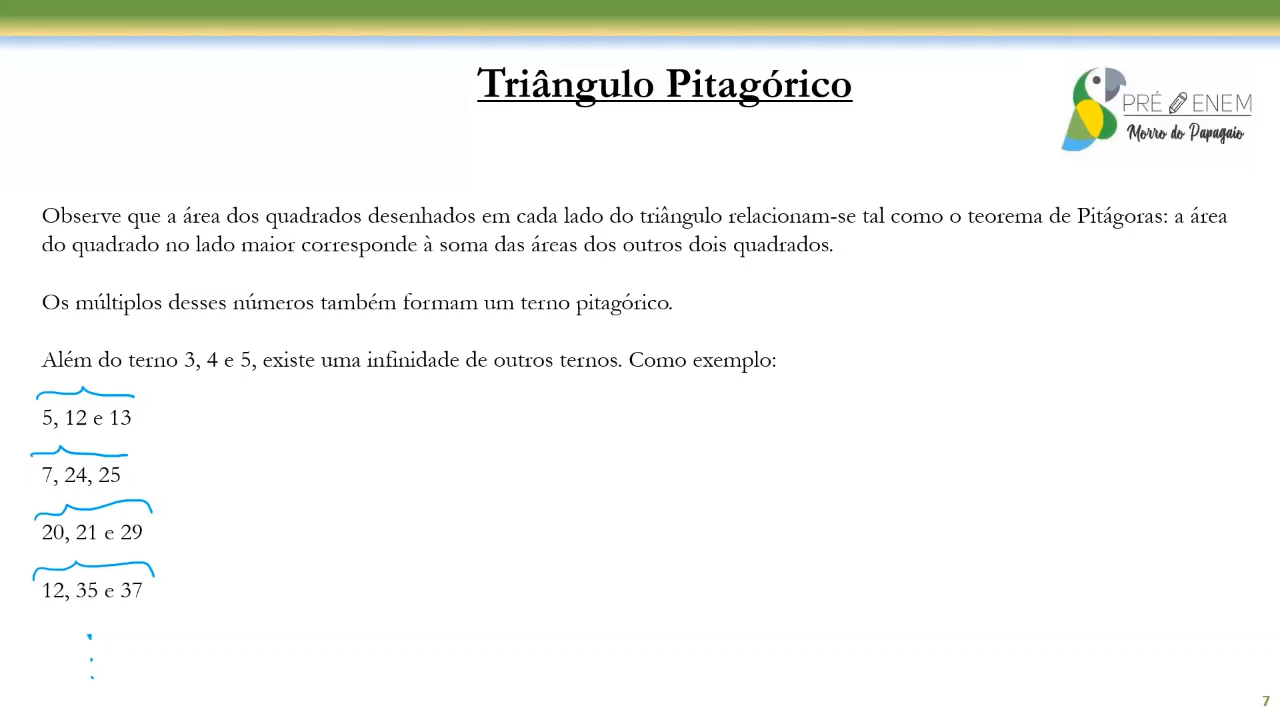 Triângulo Pitagórico
PRÉ ENEM
Morro do Papagaio
Observe que a área dos quadrados desenhados em cada lado do triângulo relacionam-se tal como o teorema de Pitágoras: a área
do quadrado no lado maior corresponde à soma das áreas dos outros dois quadrados.
Os múltiplos desses números também formam um terno pitagórico.
Além do terno 3, 4 e 5, existe uma infinidade de outros ternos. Como exemplo:
5, 12 e 13
7, 24, 25
20, 21 e 29
12, 35 e 37
7